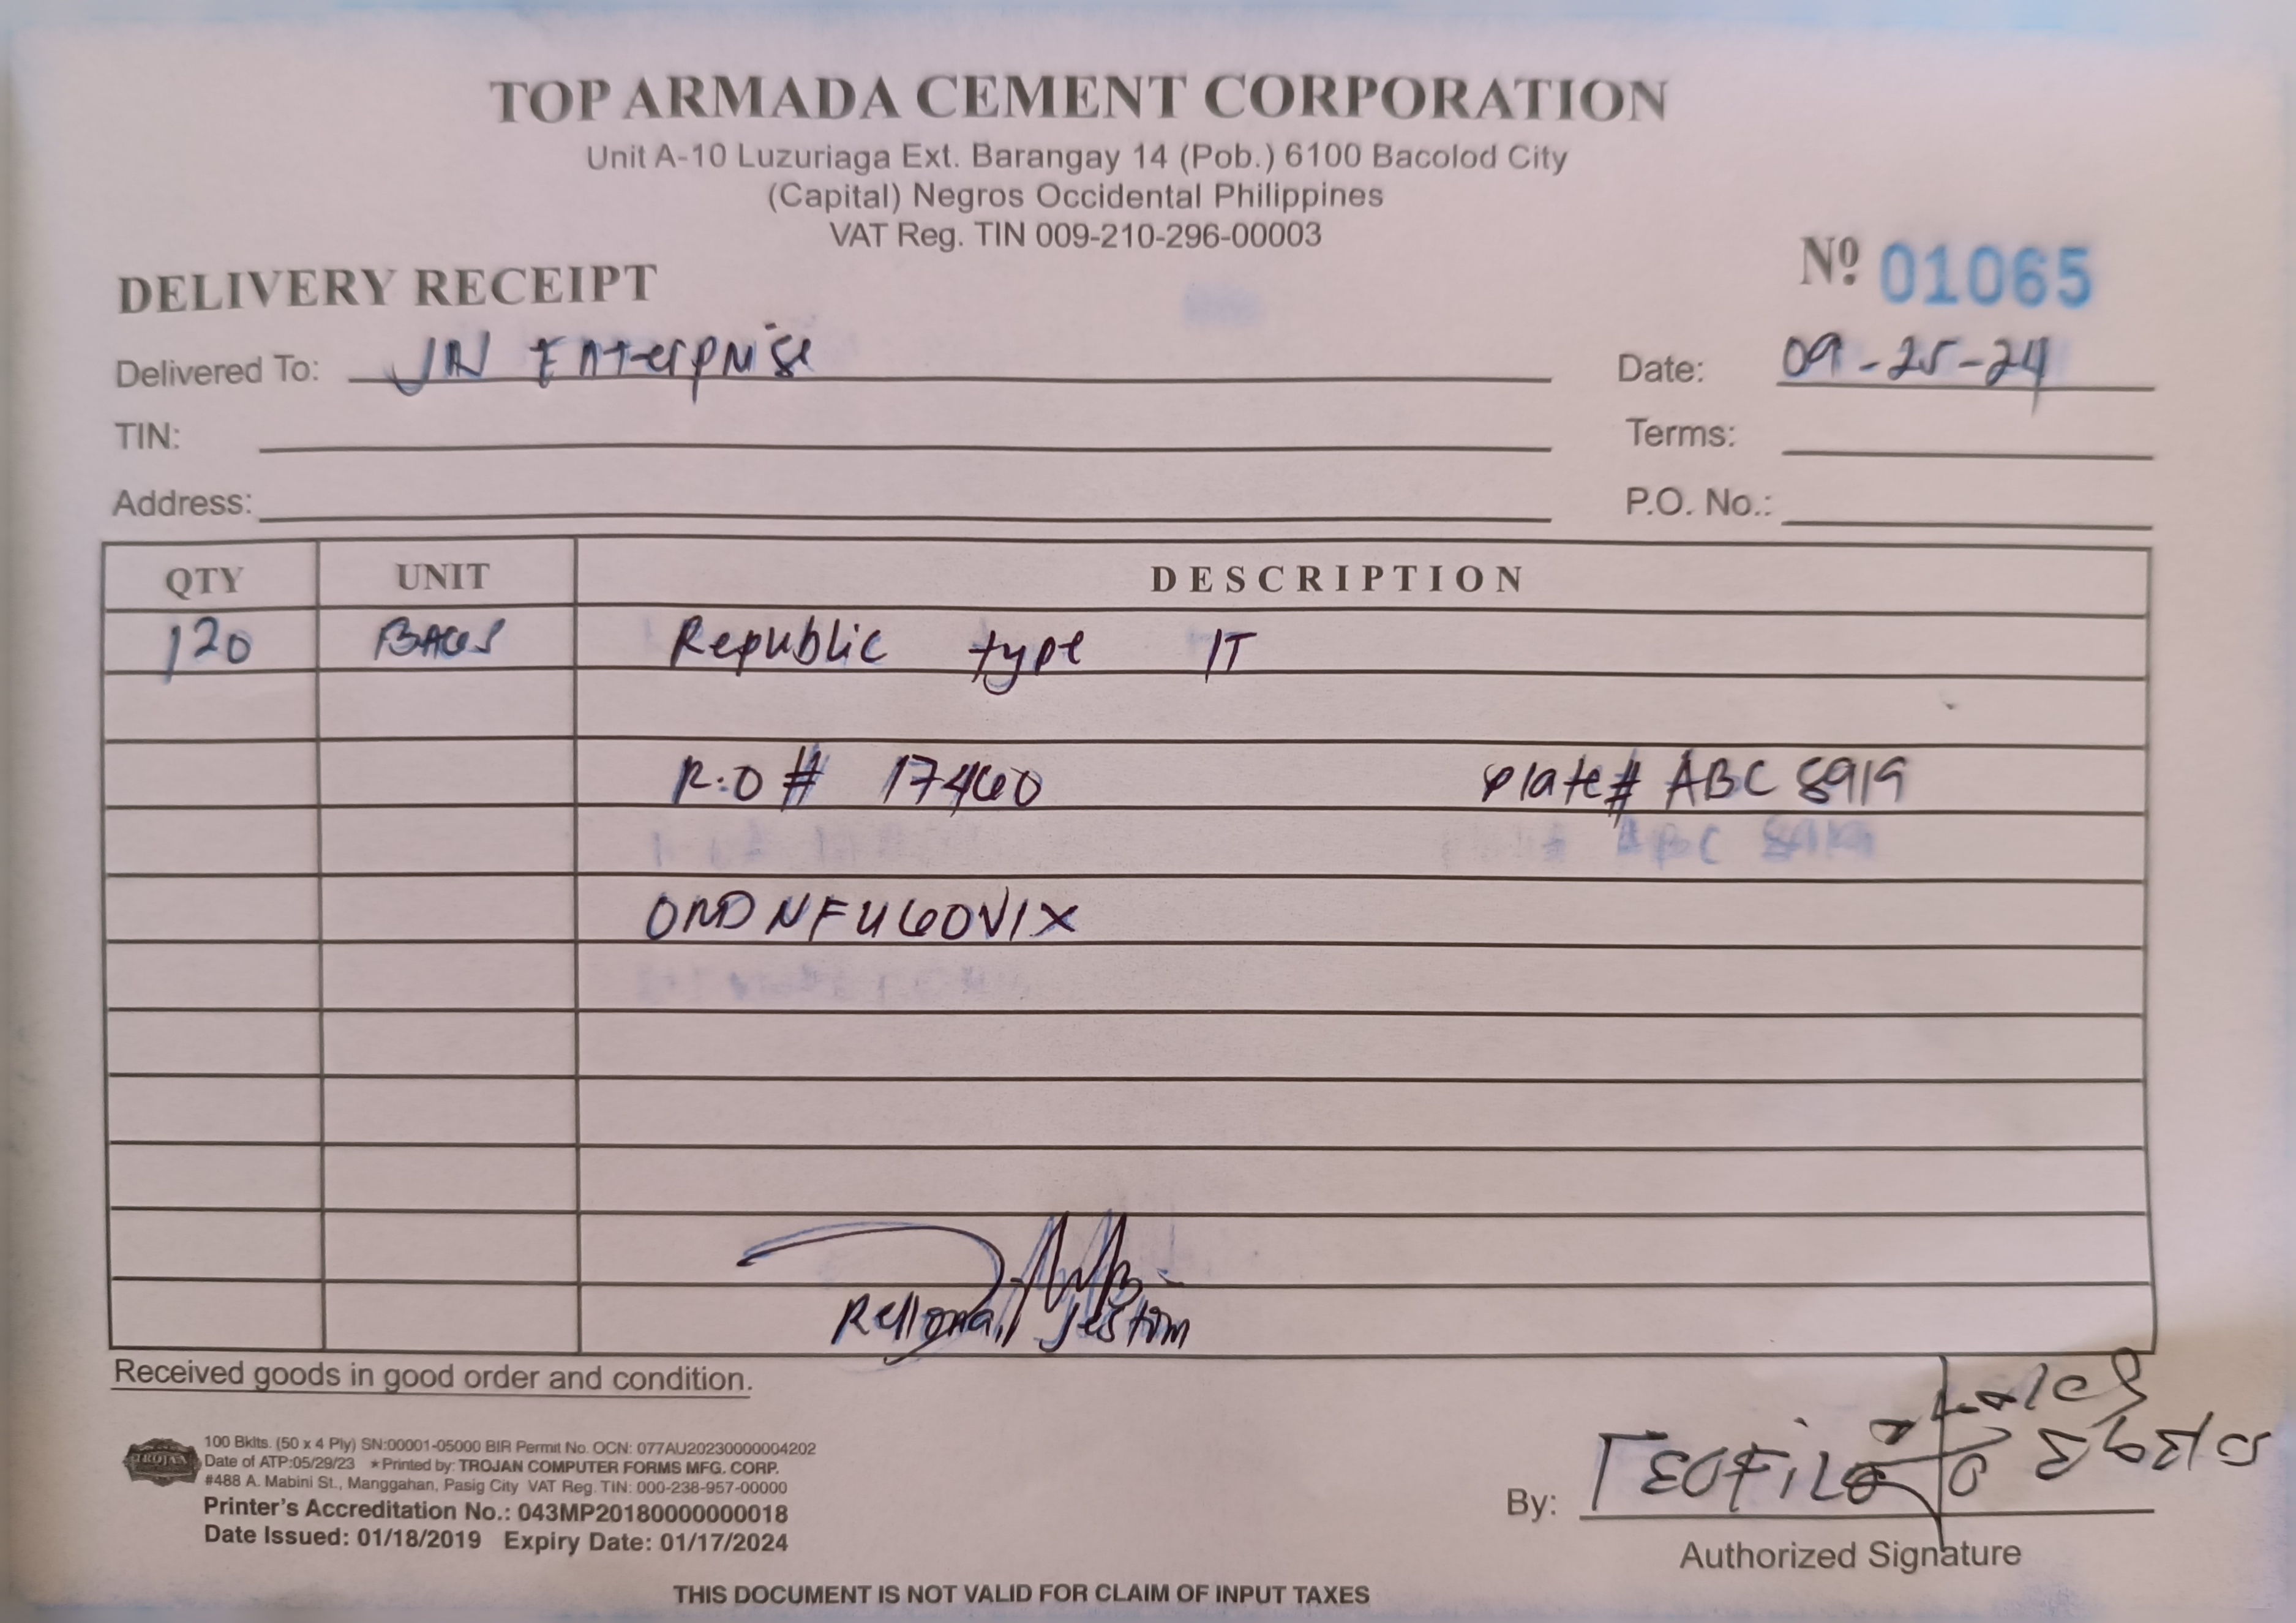 TOP ARMADA CEMENT CORPORATION
Unit A-10 Luzuriaga Ext. Barangay 14 (Pob.) 6100 Bacolod City
(Capital) Negros Occidental Philippines
VAT Reg. TIN 009-210-296-00003
DELIVERY RECEIPT
Nº 01065
Delivered To: JN Enterprise
Date: 09-25-24
TIN:
Terms:
Address:
P.O. No.:
QTY UNIT DESCRIPTION
120 BAGS Republic type IT
R.O # 17460 Plate# ABC 8919
ABC 8919
ORDNFU60VIX
Received goods in good order and condition.
TROJAN
100 Bklts. (50 x 4 Ply) SN:00001-05000 BIR Permit No. OCN: 077AU20230000004202
Date of ATP:05/29/23 ★Printed by: TROJAN COMPUTER FORMS MFG. CORP.
#488 A. Mabini St., Manggahan, Pasig City VAT Reg. TIN: 000-238-957-00000
Printer's Accreditation No.: 043MP20180000000018
Date Issued: 01/18/2019 Expiry Date: 01/17/2024
By: TEOFILO
Authorized Signature
THIS DOCUMENT IS NOT VALID FOR CLAIM OF INPUT TAXES